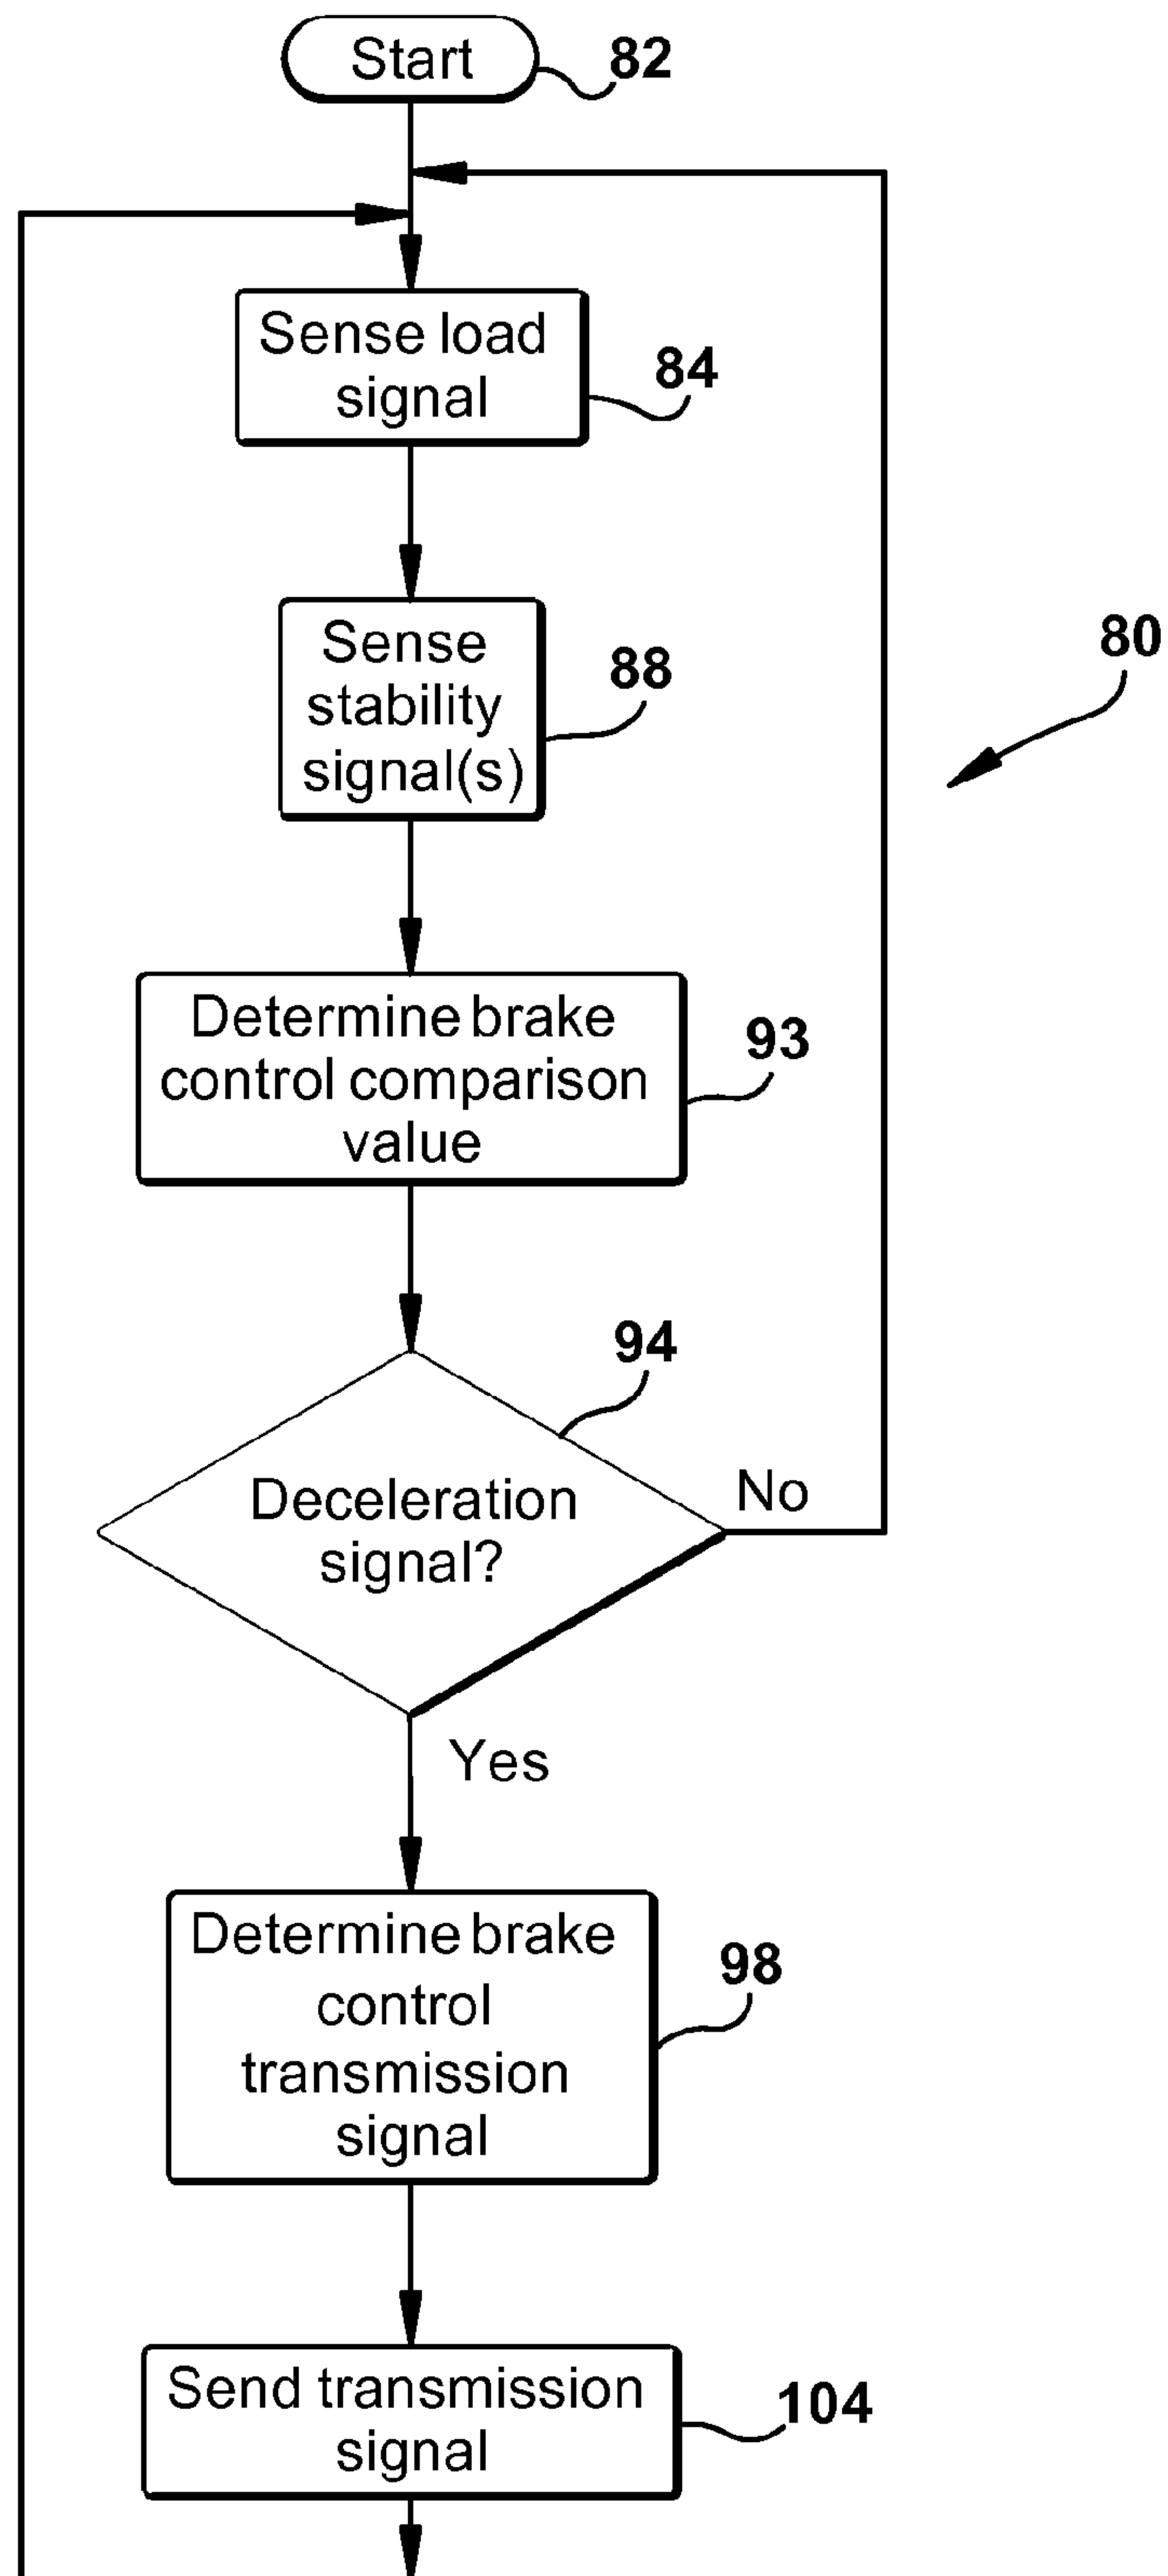 Start
82
Sense load
signal
84
Sense
stability
signal(s)
88
80
Determine brake
control comparison
value
93
94
Deceleration
signal?
No
Yes
Determine brake
control
transmission
signal
98
Send transmission
signal
104